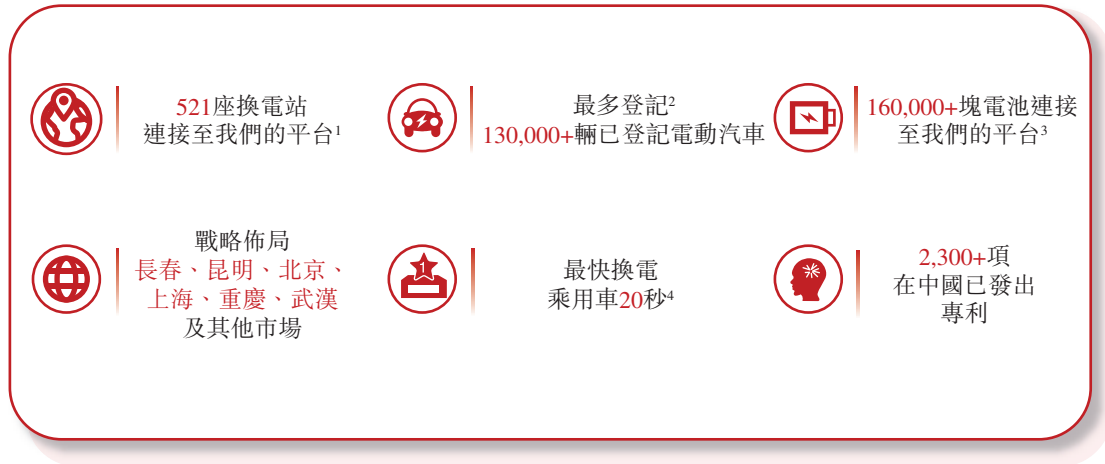 521座換電站
連接至我們的平台1
最多登記2
130,000+輛已登記電動汽車
160,000+塊電池連接
至我們的平台3
戰略佈局
長春、昆明、北京、
上海、重慶、武漢
及其他市場
1
最快換電
乘用車20秒4
2,300+項
在中國已發出
專利